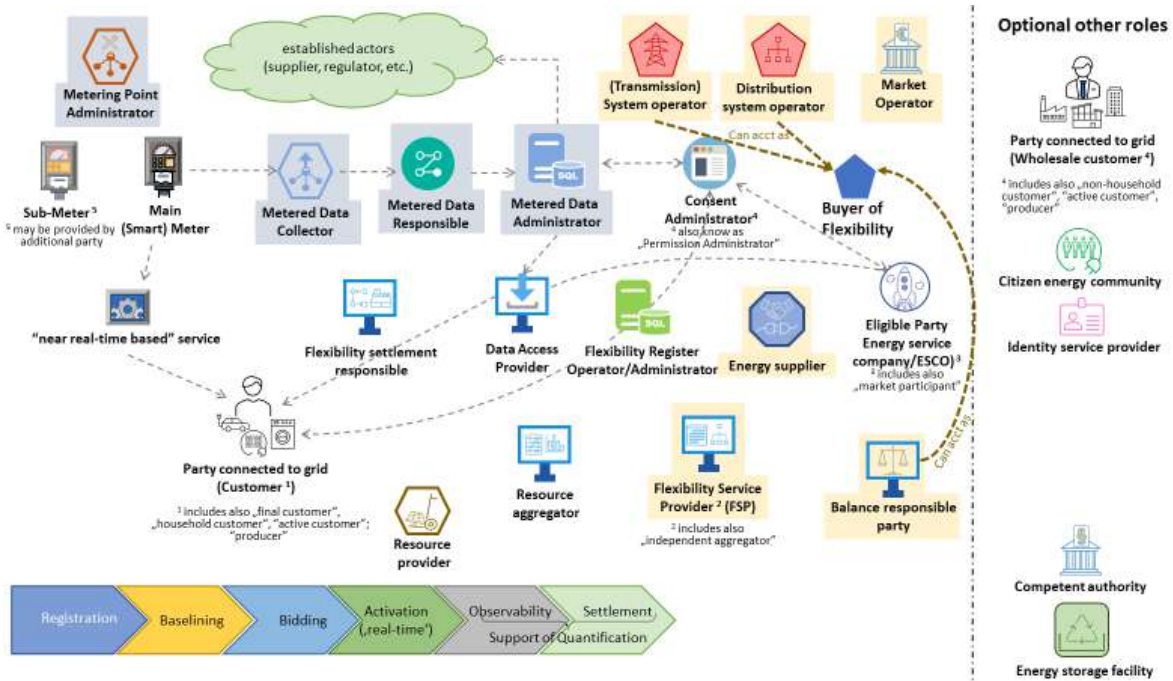 Optional other roles
established actors
(supplier, regulator, etc.)
Metering Point
Administrator
(Transmission)
System operator
Distribution
system operator
Market
Operator
Can acct as
Party connected to grid
(Wholesale customer ⁴)
⁴ includes also „non-household
customer", "active customer",
"producer"
SQL
Sub-Meter ⁵
⁵ may be provided by
additional party
Main
(Smart) Meter
Metered Data
Collector
Metered Data
Responsible
Metered Data
Administrator
Consent
Administrator⁴
⁴ also know as
„Permission Administrator"
Buyer of
Flexibility
Citizen energy community
"near real-time based" service
Flexibility settlement
responsible
Data Access
Provider
SQL
Flexibility Register
Operator/Administrator
Energy supplier
Eligible Party
Energy service
company/ESCO) ³
³ includes also
„market participant"
Identity service provider
Party connected to grid
(Customer ¹)
¹ includes also „final customer",
„household customer", "active customer";
"producer"
Resource
provider
Resource
aggregator
Flexibility Service
Provider ² (FSP)
² includes also
„independent aggregator"
Can acct as
Balance responsible
party
Competent authority
Energy storage facility
Registration
Baselining
Bidding
Activation
(„real-time')
Observability
Settlement
Support of Quantification